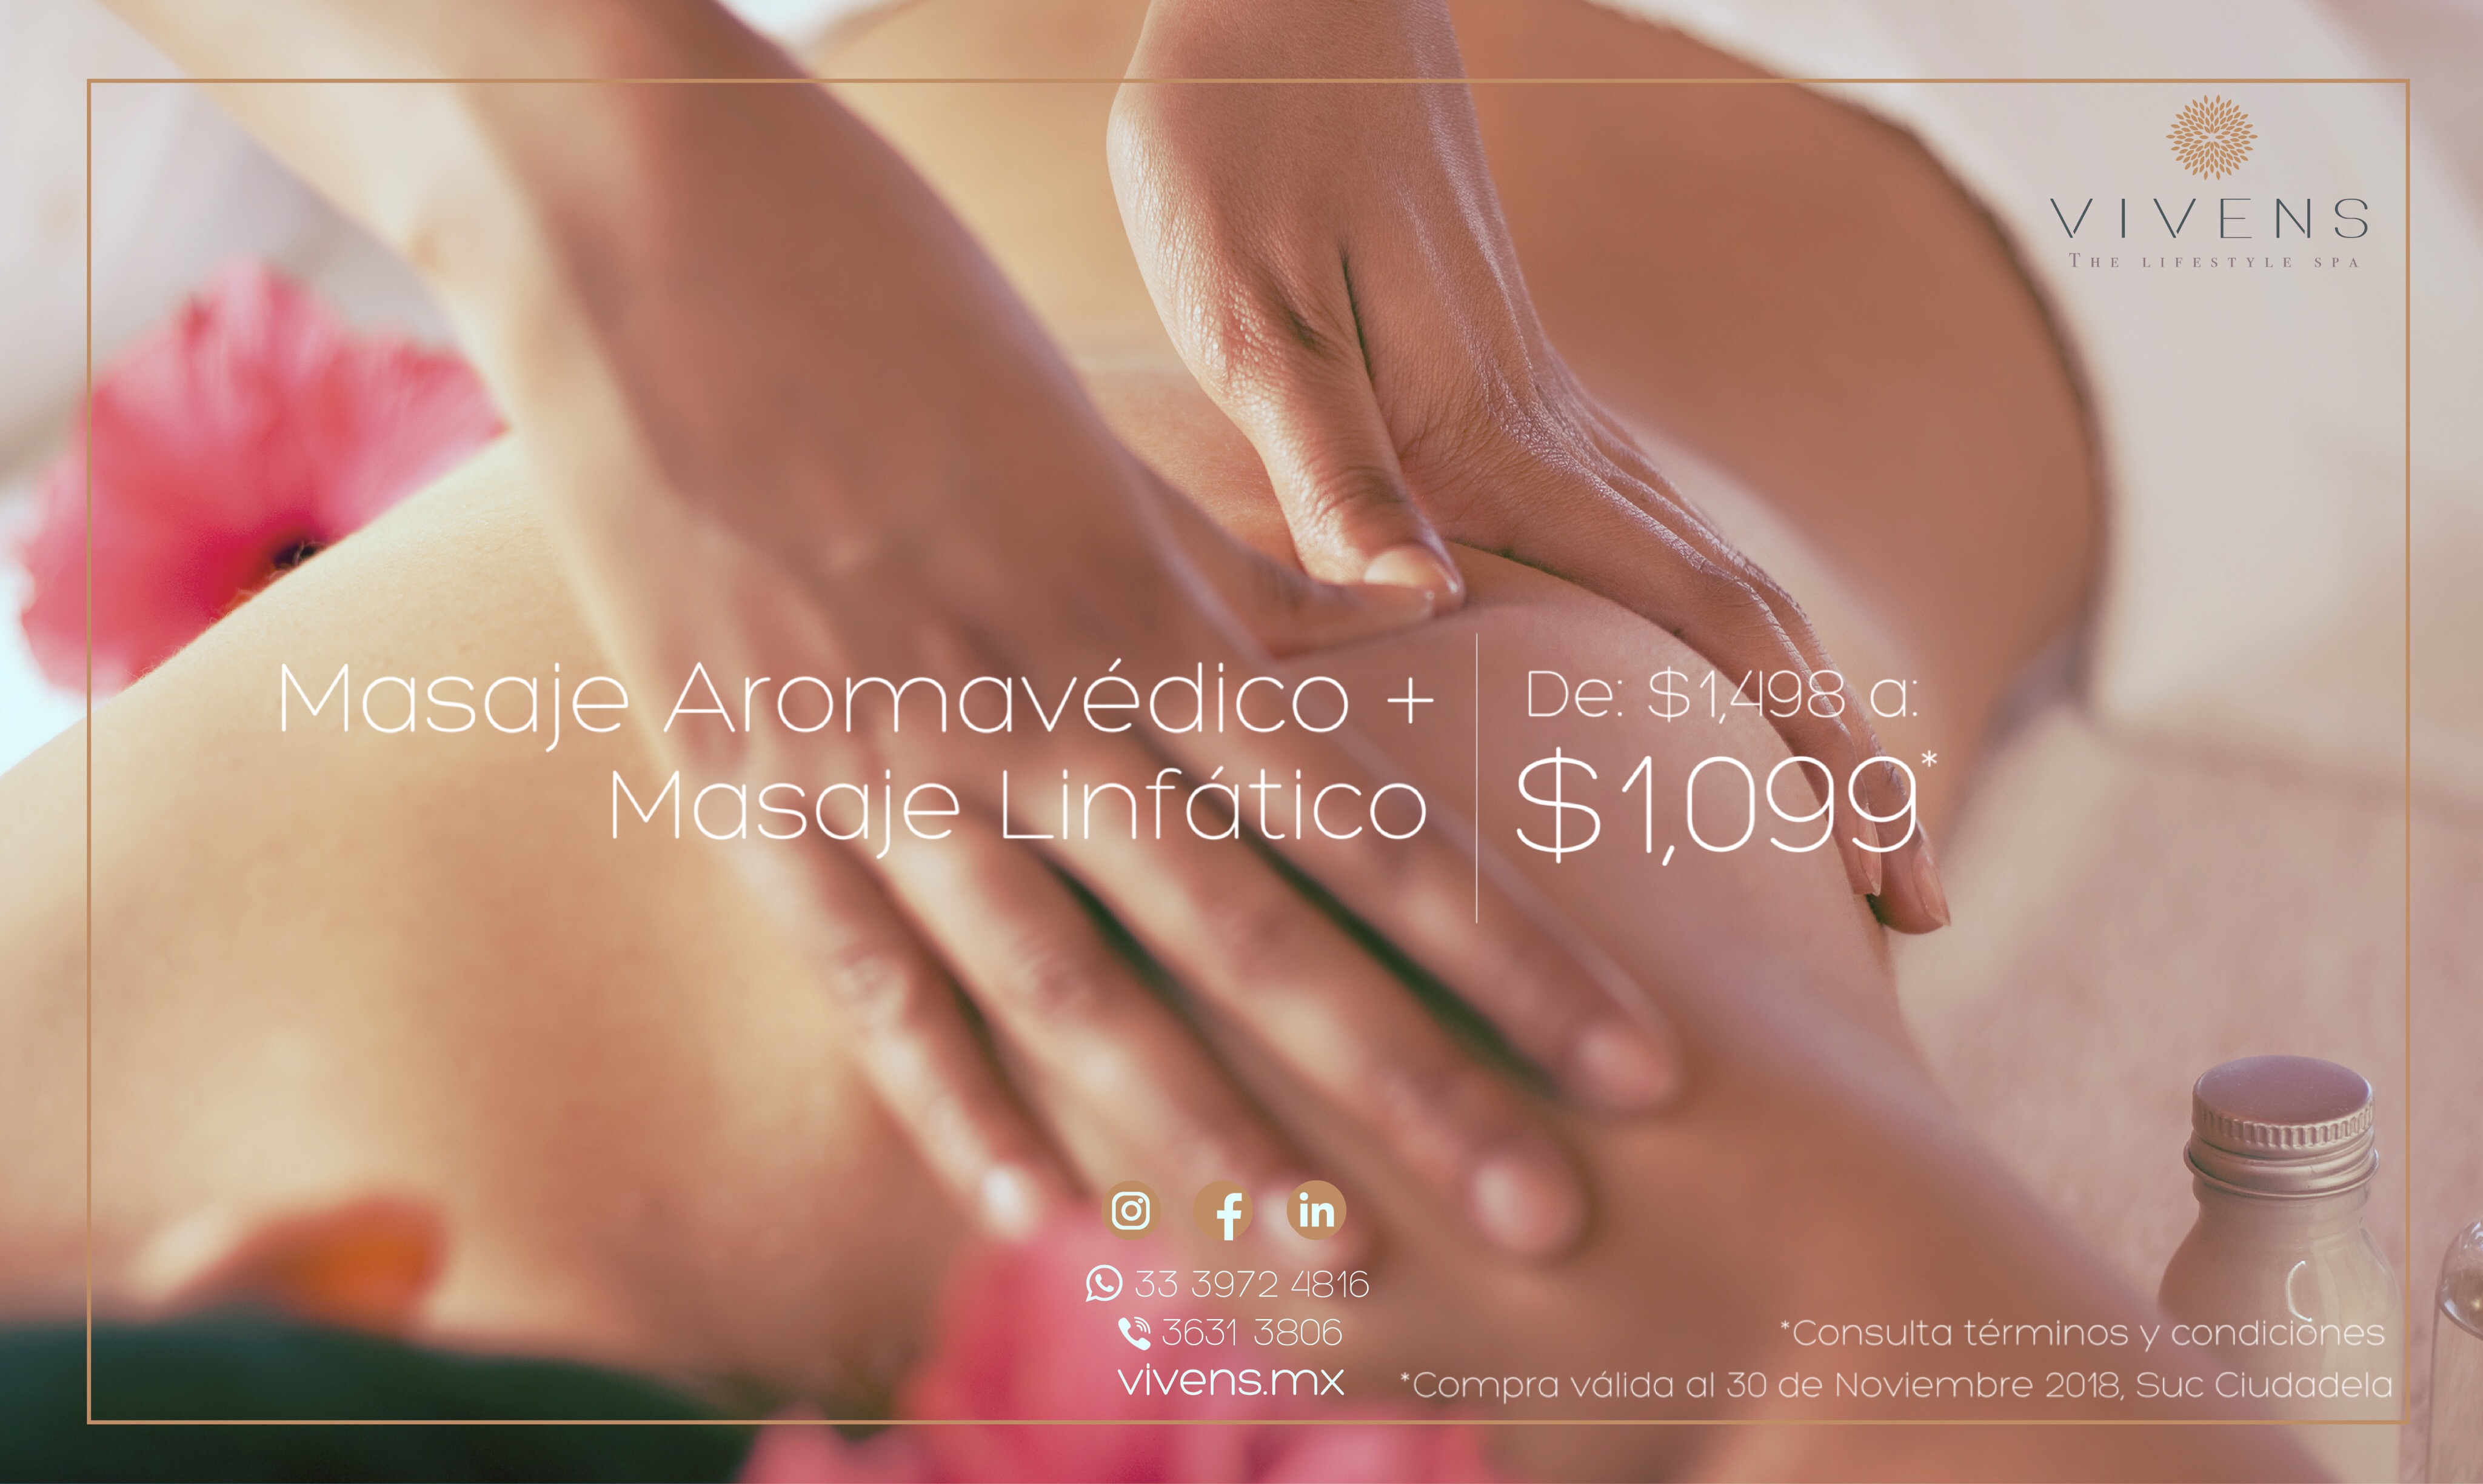 VIVENS
THE LIFESTYLE SPA
Masaje Aromavédico +
Masaje Linfático
De: $1,498 a:
$1,099*
33 3972 4816
3631 3806
vivens.mx
*Consulta términos y condiciones
*Compra válida al 30 de Noviembre 2018, Suc Ciudadela